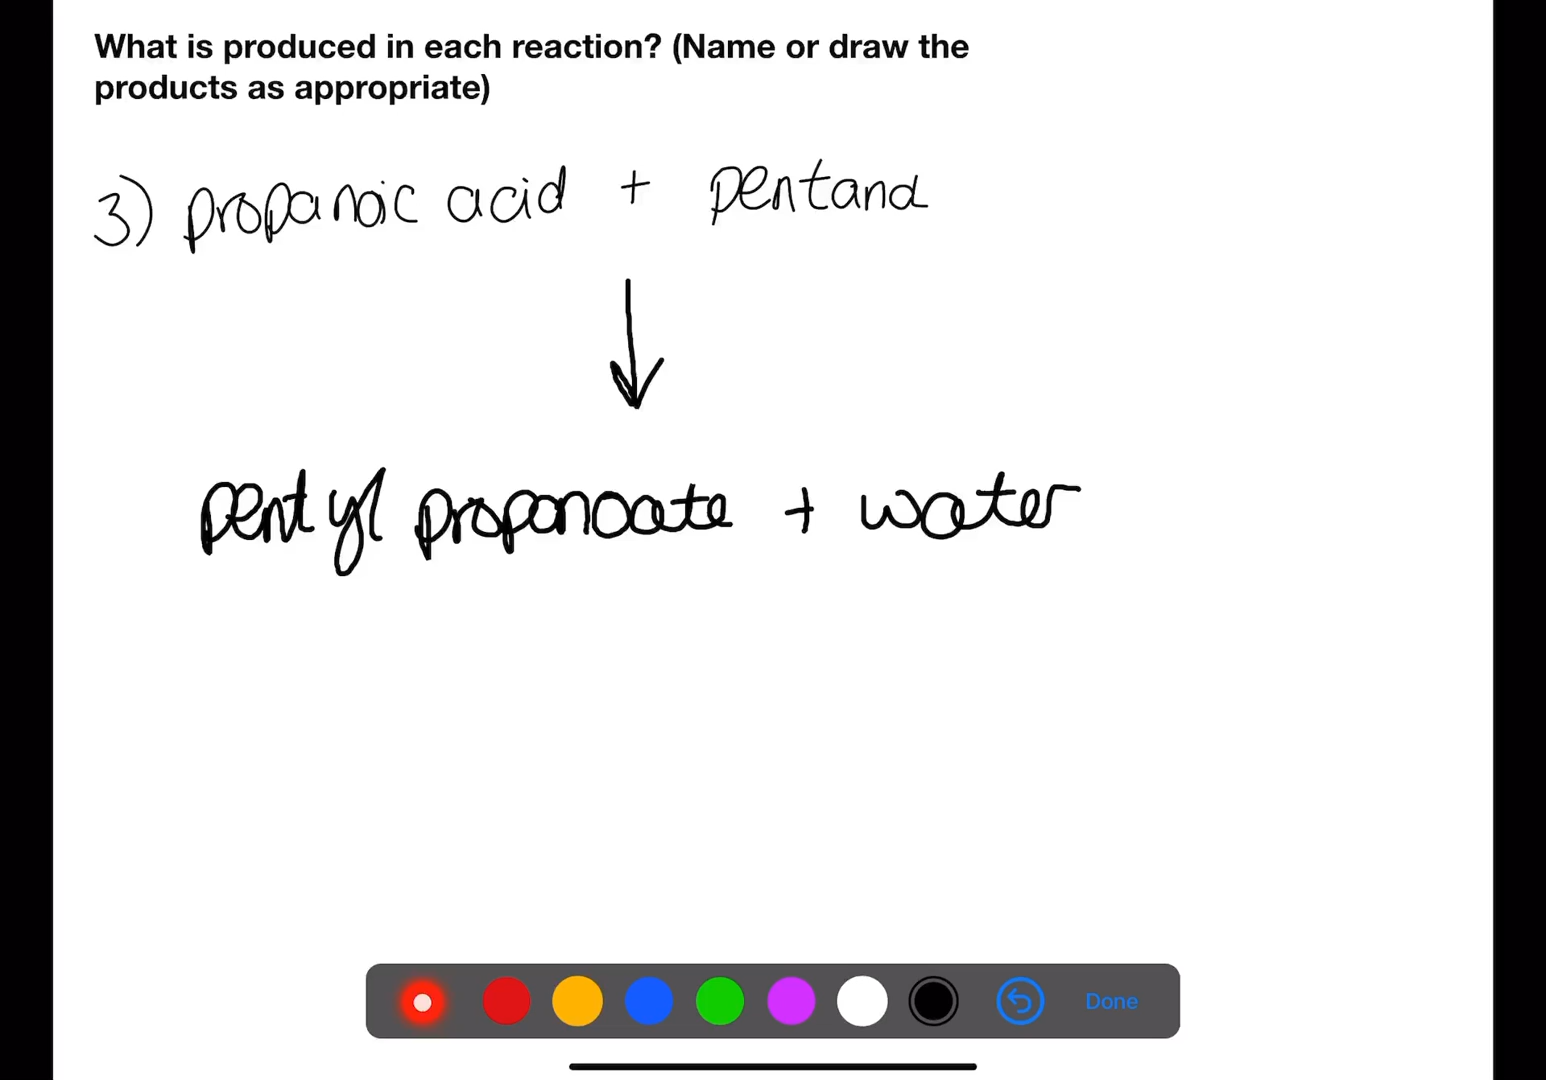 What is produced in each reaction? (Name or draw the
products as appropriate)
3) propanoic acid + pentanol
pentyl propanoate + water
Done